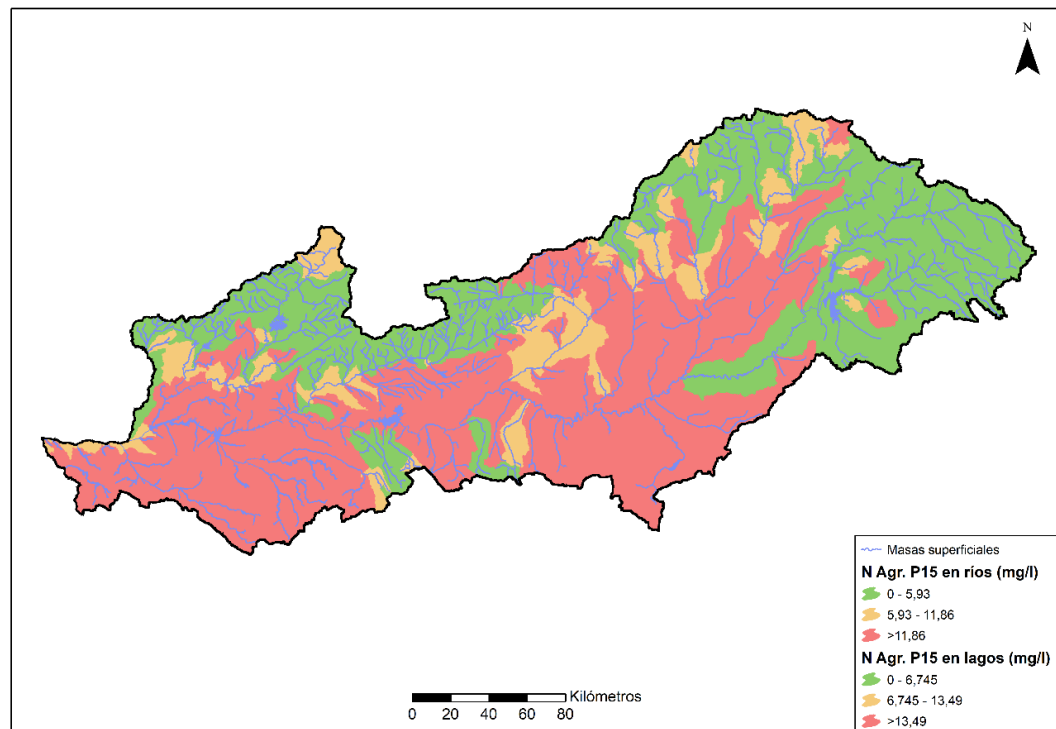 N
Masas superficiales
N Agr. P15 en ríos (mg/l)
0 - 5,93
5,93 - 11,86
>11,86
N Agr. P15 en lagos (mg/l)
0 - 6,745
6,745 - 13,49
>13,49
Kilómetros
0 20 40 60 80